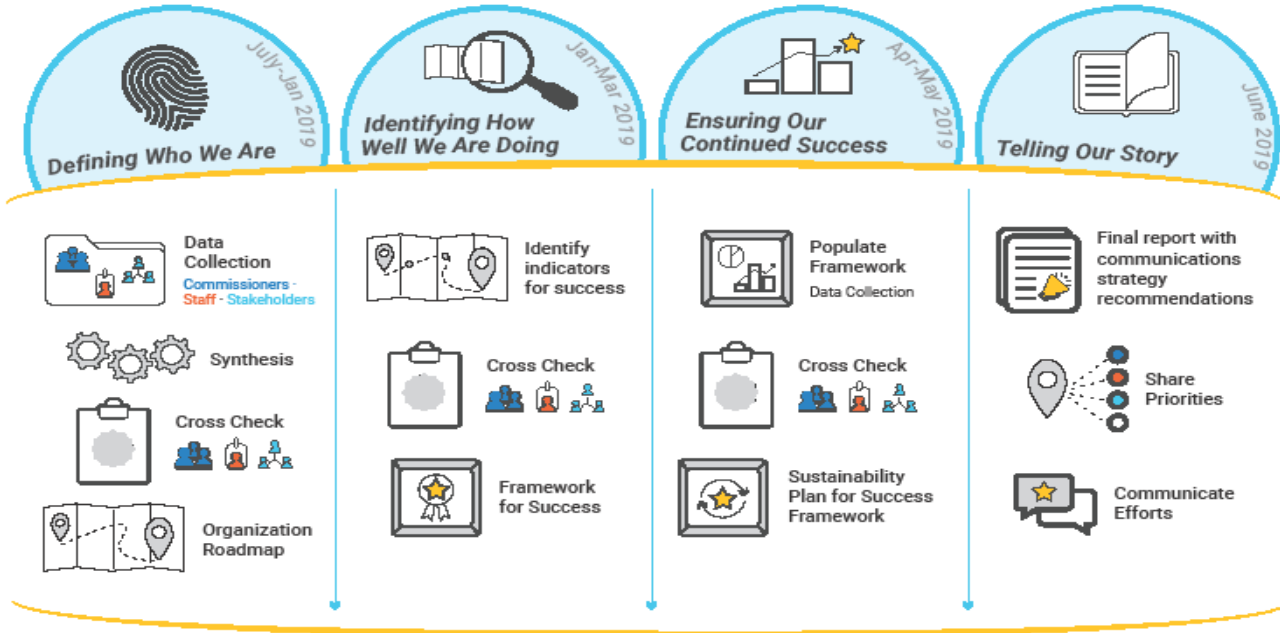 July-Jan 2019
Defining Who We Are
Jan-Mar 2019
Identifying How
Well We Are Doing
Apr-May 2019
Ensuring Our
Continued Success
June 2019
Telling Our Story
Data
Collection
Commissioners ·
Staff · Stakeholders
Synthesis
Cross Check
Organization
Roadmap
Identify
indicators
for success
Cross Check
Framework
for Success
Populate
Framework
Data Collection
Cross Check
Sustainability
Plan for Success
Framework
Final report with
communications
strategy
recommendations
Share
Priorities
Communicate
Efforts